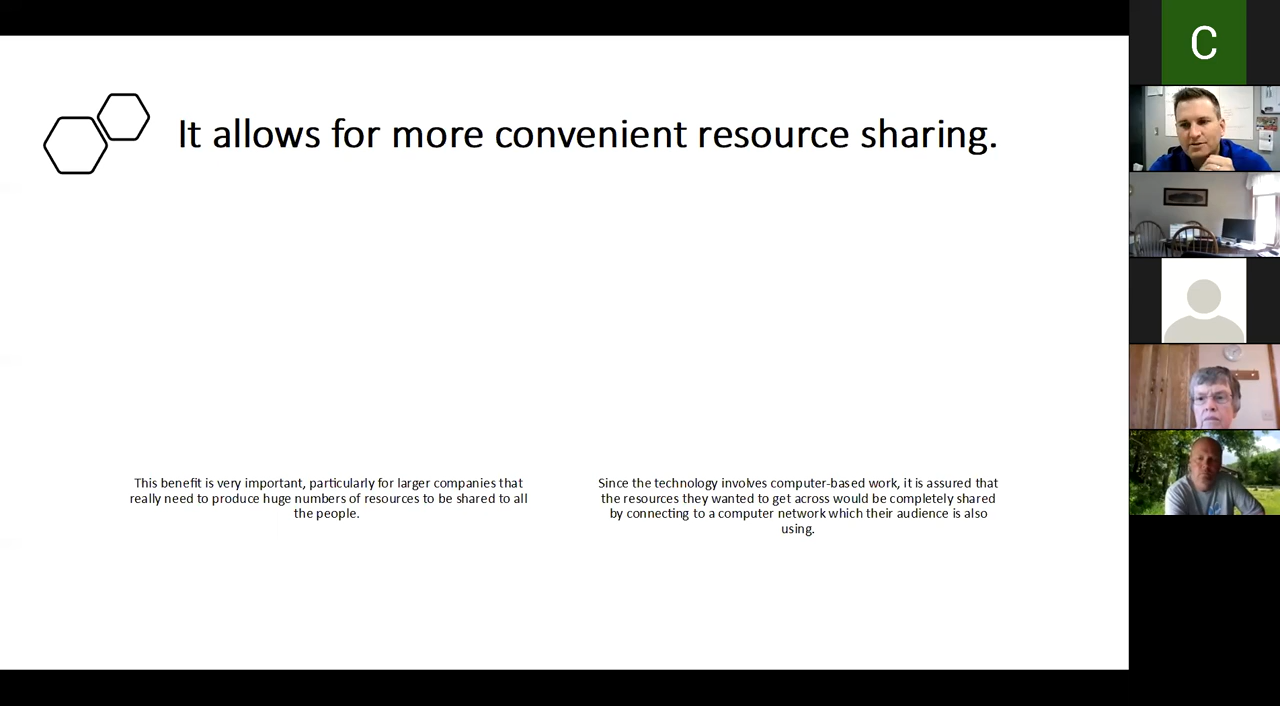 C
It allows for more convenient resource sharing.
This benefit is very important, particularly for larger companies that
really need to produce huge numbers of resources to be shared to all
the people.
Since the technology involves computer-based work, it is assured that
the resources they wanted to get across would be completely shared
by connecting to a computer network which their audience is also
using.